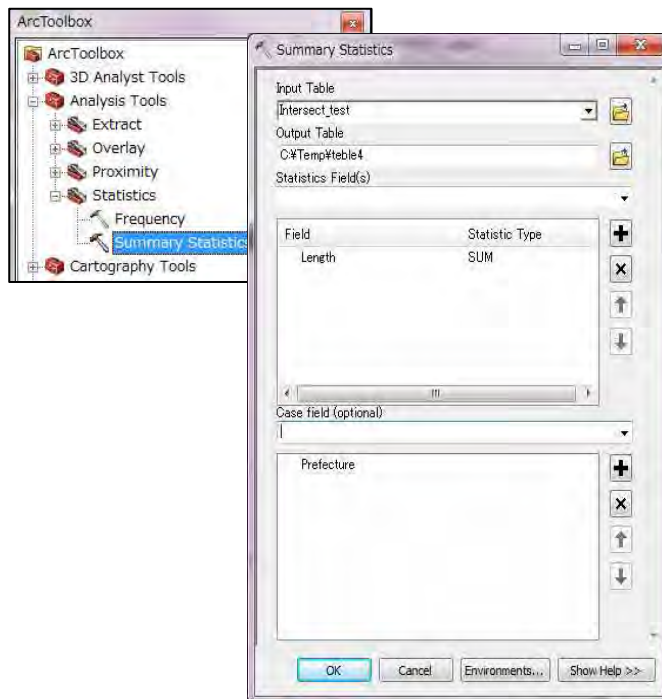 ArcToolbox
ArcToolbox
3D Analyst Tools
Analysis Tools
Extract
Overlay
Proximity
Statistics
Frequency
Summary Statistics
Cartography Tools
Summary Statistics
Input Table
Intersect_test
Output Table
C:¥Temp¥teble4
Statistics Field(s)
Field Statistic Type
Length SUM
Case field (optional)
Prefecture
OK Cancel Environments... Show Help >>